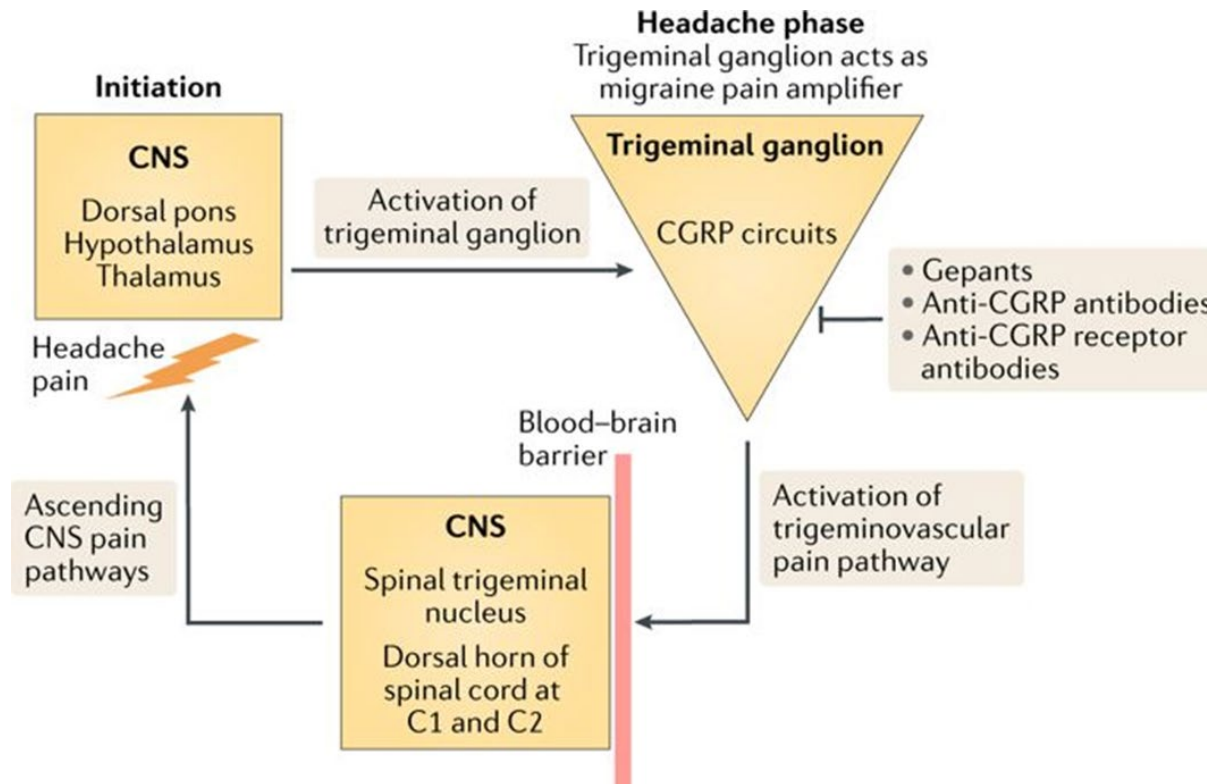 Headache phase
Trigeminal ganglion acts as
migraine pain amplifier
Initiation
CNS
Dorsal pons
Hypothalamus
Thalamus
Activation of
trigeminal ganglion
Trigeminal ganglion
CGRP circuits
• Gepants
• Anti-CGRP antibodies
• Anti-CGRP receptor
antibodies
Headache
pain
Blood–brain
barrier
Activation of
trigeminovascular
pain pathway
Ascending
CNS pain
pathways
CNS
Spinal trigeminal
nucleus
Dorsal horn of
spinal cord at
C1 and C2